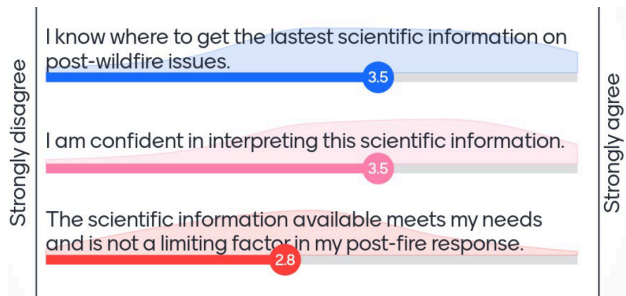 Strongly disagree
I know where to get the lastest scientific information on
post-wildfire issues.
3.5
I am confident in interpreting this scientific information.
3.5
The scientific information available meets my needs
and is not a limiting factor in my post-fire response.
2.8
Strongly agree